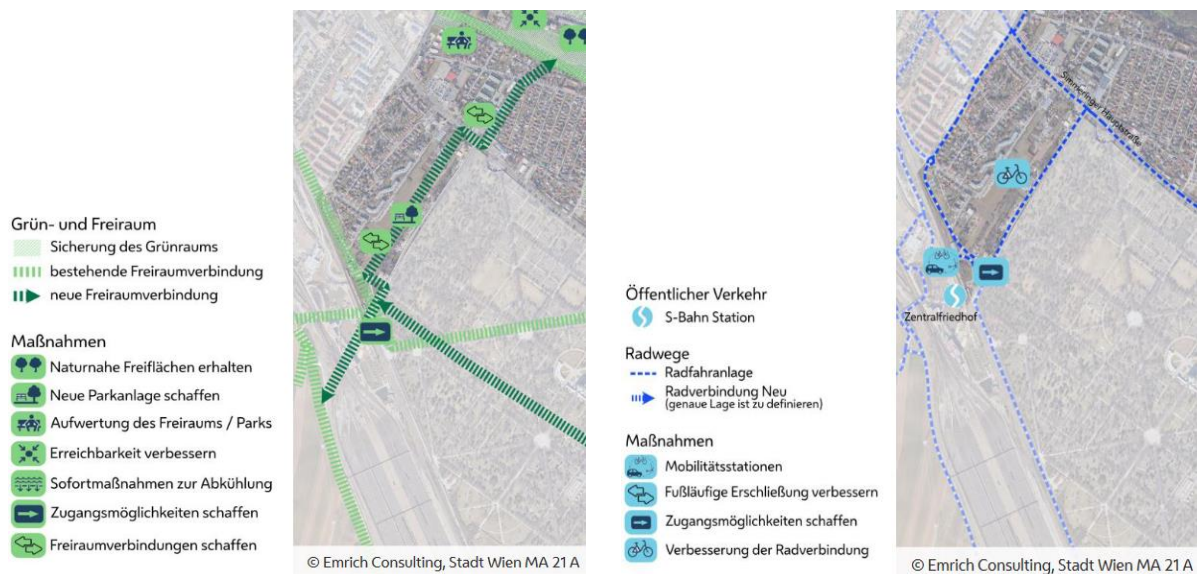 Grün- und Freiraum
Sicherung des Grünraums
bestehende Freiraumverbindung
neue Freiraumverbindung
Maßnahmen
Naturnahe Freiflächen erhalten
Neue Parkanlage schaffen
Aufwertung des Freiraums / Parks
Erreichbarkeit verbessern
Sofortmaßnahmen zur Abkühlung
Zugangsmöglichkeiten schaffen
Freiraumverbindungen schaffen
© Emrich Consulting, Stadt Wien MA 21 A
Öffentlicher Verkehr
S-Bahn Station
Radwege
Radfahranlage
Radverbindung Neu
(genaue Lage ist zu definieren)
Maßnahmen
Mobilitätsstationen
Fußläufige Erschließung verbessern
Zugangsmöglichkeiten schaffen
Verbesserung der Radverbindung
Simmeringer Hauptstraße
Zentralfriedhof
© Emrich Consulting, Stadt Wien MA 21 A